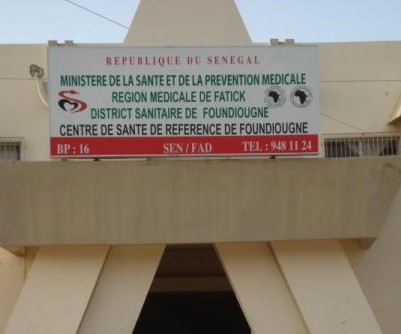 REPUBLIQUE DU SENEGAL
MINISTERE DE LA SANTE ET DE LA PREVENTION MEDICALE
REGION MEDICALE DE FATICK
DISTRICT SANITAIRE DE FOUNDIOUGNE
CENTRE DE SANTE DE REFERENCE DE FOUNDIOUGNE
BP : 16 SEN / FAD TEL : 948 11 24